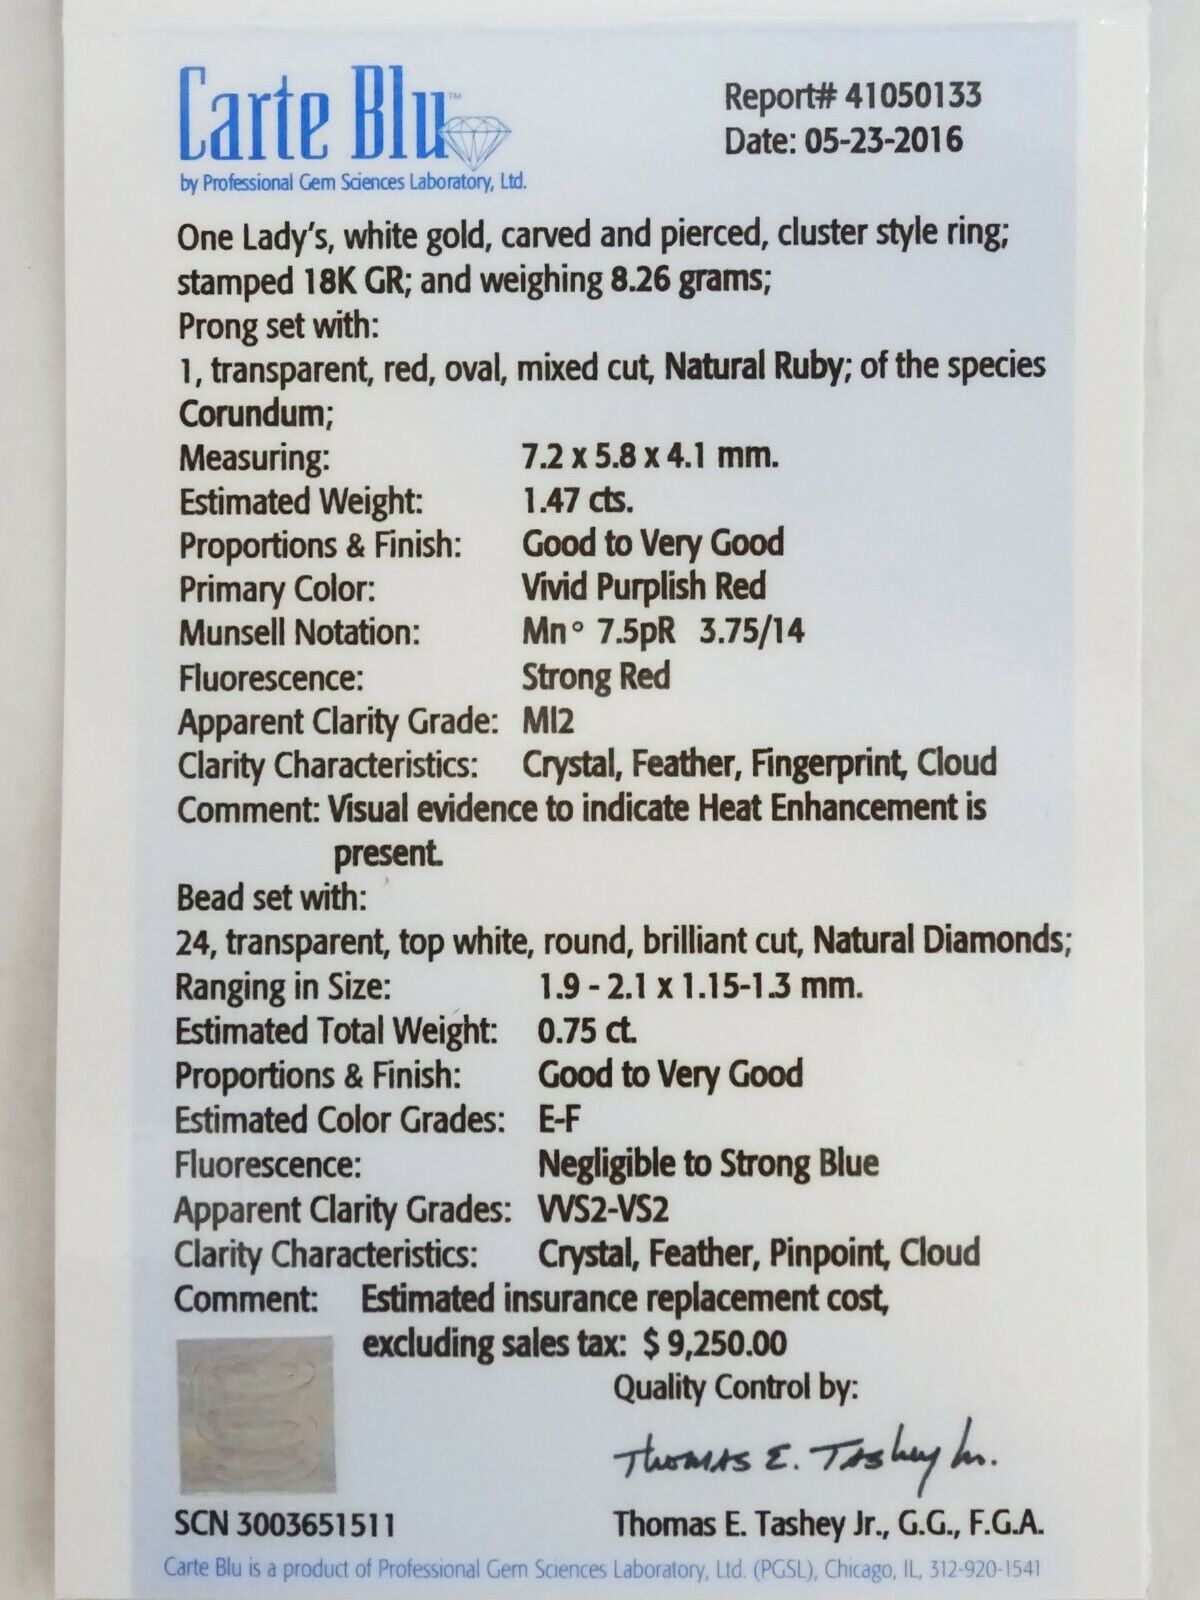 Carte Blu™
by Professional Gem Sciences Laboratory, Ltd.
Report# 41050133
Date: 05-23-2016
One Lady's, white gold, carved and pierced, cluster style ring;
stamped 18K GR; and weighing 8.26 grams;
Prong set with:
1, transparent, red, oval, mixed cut, Natural Ruby; of the species
Corundum;
Measuring: 7.2 x 5.8 x 4.1 mm.
Estimated Weight: 1.47 cts.
Proportions & Finish: Good to Very Good
Primary Color: Vivid Purplish Red
Munsell Notation: Mn° 7.5pR 3.75/14
Fluorescence: Strong Red
Apparent Clarity Grade: MI2
Clarity Characteristics: Crystal, Feather, Fingerprint, Cloud
Comment: Visual evidence to indicate Heat Enhancement is
present.
Bead set with:
24, transparent, top white, round, brilliant cut, Natural Diamonds;
Ranging in Size: 1.9 - 2.1 x 1.15-1.3 mm.
Estimated Total Weight: 0.75 ct.
Proportions & Finish: Good to Very Good
Estimated Color Grades: E-F
Fluorescence: Negligible to Strong Blue
Apparent Clarity Grades: VVS2-VS2
Clarity Characteristics: Crystal, Feather, Pinpoint, Cloud
Comment: Estimated insurance replacement cost,
excluding sales tax: $ 9,250.00
Quality Control by:
Thomas E. Tashey Jr.
SCN 3003651511
Thomas E. Tashey Jr., G.G., F.G.A.
Carte Blu is a product of Professional Gem Sciences Laboratory, Ltd. (PGSL), Chicago, IL, 312-920-1541